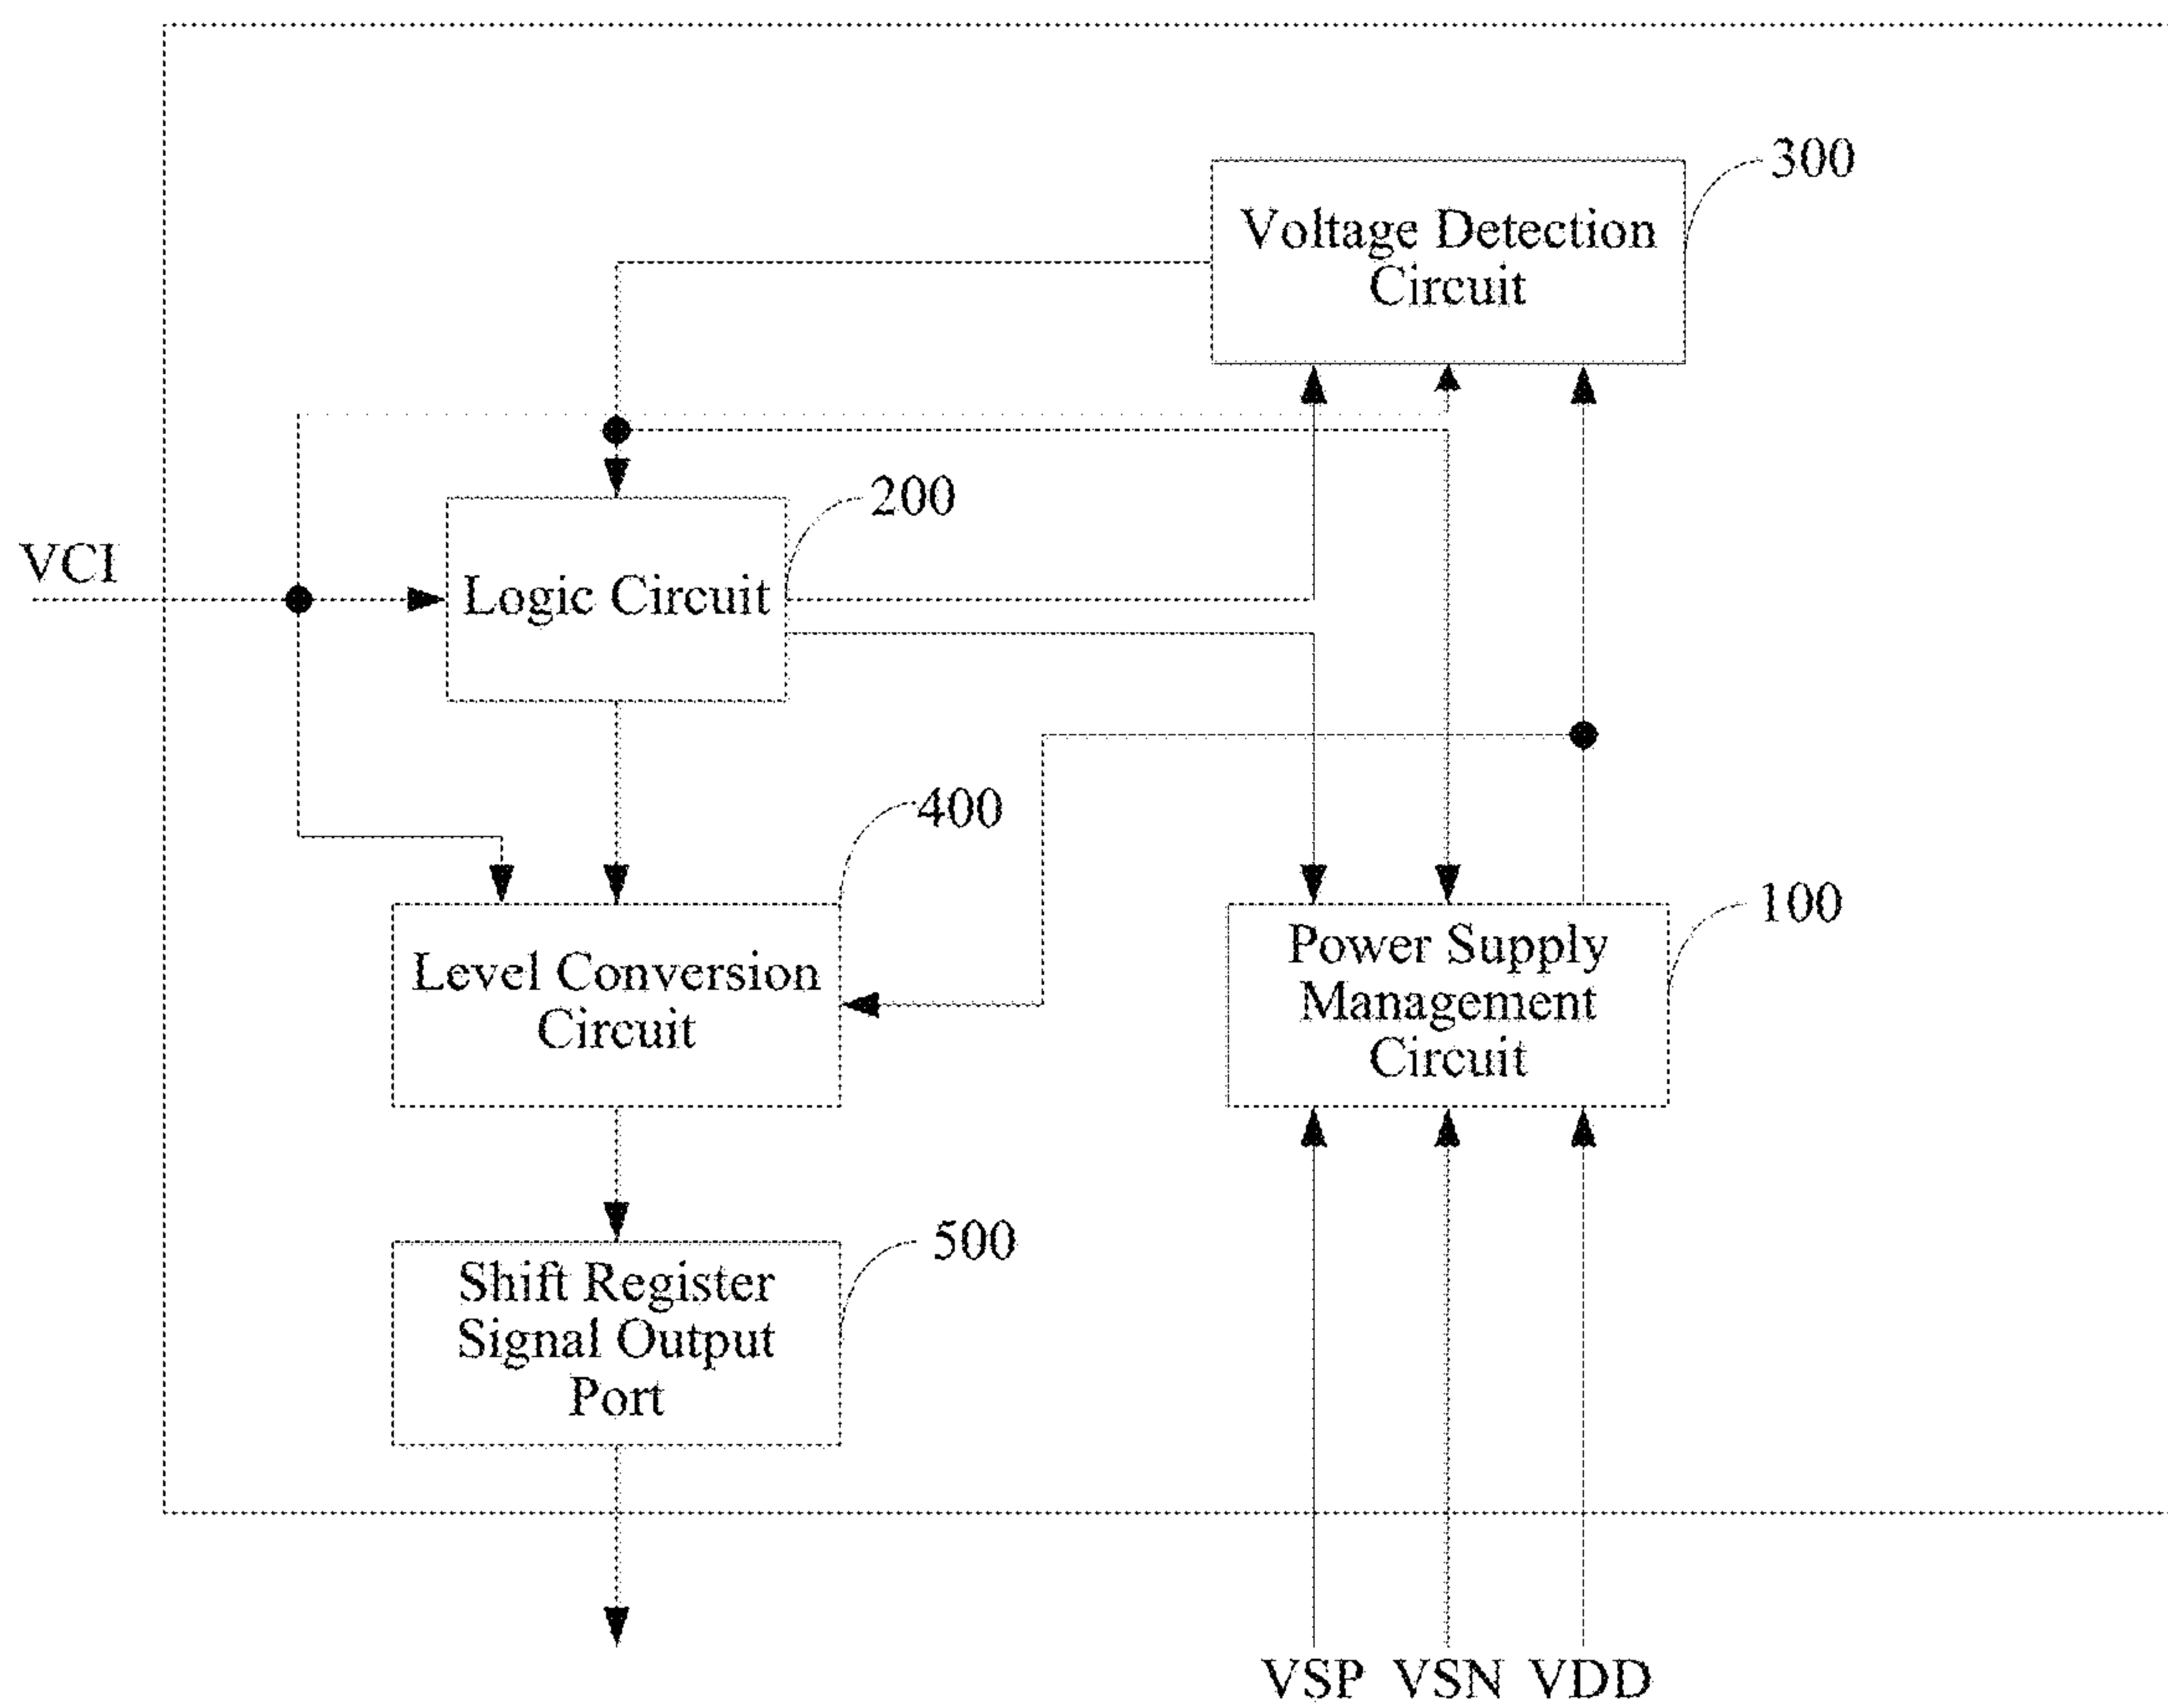 300
Voltage Detection
Circuit
200
VCI
Logic Circuit
400
100
Level Conversion
Circuit
Power Supply
Management
Circuit
500
Shift Register
Signal Output
Port
VSP VSN VDD